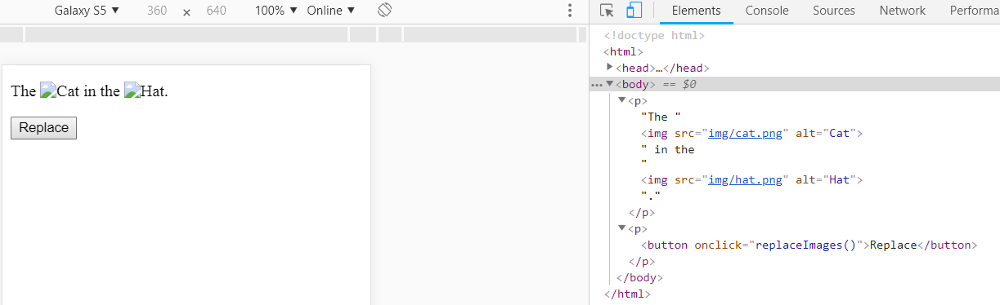 Galaxy S5 ▼ 360 × 640 100% ▼ Online ▼
Elements Console Sources Network Performa
The Cat in the Hat.
Replace
<!doctype html>
<html>
▶<head>…</head>
…▼<body> == $0
▼<p>
"The "
<img src="img/cat.png" alt="Cat">
" in the
"
<img src="img/hat.png" alt="Hat">
"."
</p>
▼<p>
<button onclick="replaceImages()">Replace</button>
</p>
</body>
</html>